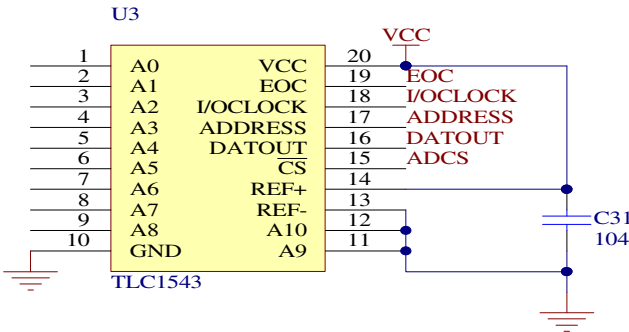 U3
VCC
1 A0 VCC 20
2 A1 EOC 19 EOC
3 A2 I/OCLOCK 18 I/OCLOCK
4 A3 ADDRESS 17 ADDRESS
5 A4 DATOUT 16 DATOUT
6 A5 CS 15 ADCS
7 A6 REF+ 14
8 A7 REF- 13
9 A8 A10 12
10 GND A9 11
C31
104
TLC1543